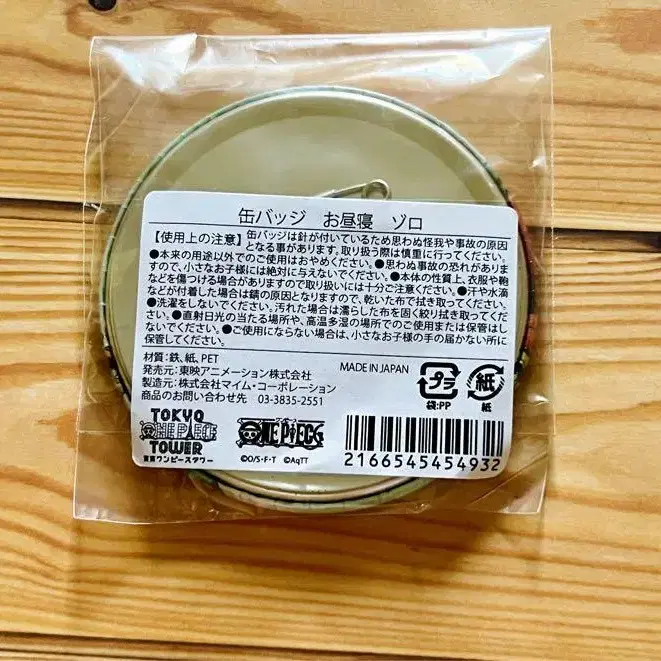 缶バッジ　お昼寝　ゾロ
【使用上の注意】缶バッジは針が付いているため思わぬ怪我や事故の原因
となる事があります。取り扱う際は慎重に行ってください。
●本来の用途以外でのご使用はおやめください。●思わぬ事故の恐れがありま
すので、小さなお子様には絶対に与えないでください。●本体の性質上、衣服や鞄
などを傷つける場合がありますので取り扱いには十分ご注意ください。●汗や水滴
などが付着した場合は錆の原因となりますので、乾いた布で拭き取ってください。
●洗濯をしないでください。汚れた場合は濡らした布を固く絞り拭き取ってくださ
い。●直射日光の当たる場所や、高温多湿の場所でのご使用または保管はし
ないでください。●ご使用にならない場合は、小さなお子様の手の届かない所に
保管してください。
材質：鉄、紙、PET
発売元：東映アニメーション株式会社
製造元：株式会社マイム・コーポレーション
商品のお問い合わせ先　03-3835-2551
MADE IN JAPAN
プラ
袋:PP
紙
紙
TOKYO
ONE PIECE
TOWER
東京ワンピースタワー
ONE PIECE
©O/S・F・T ©AqTT
2166545454932